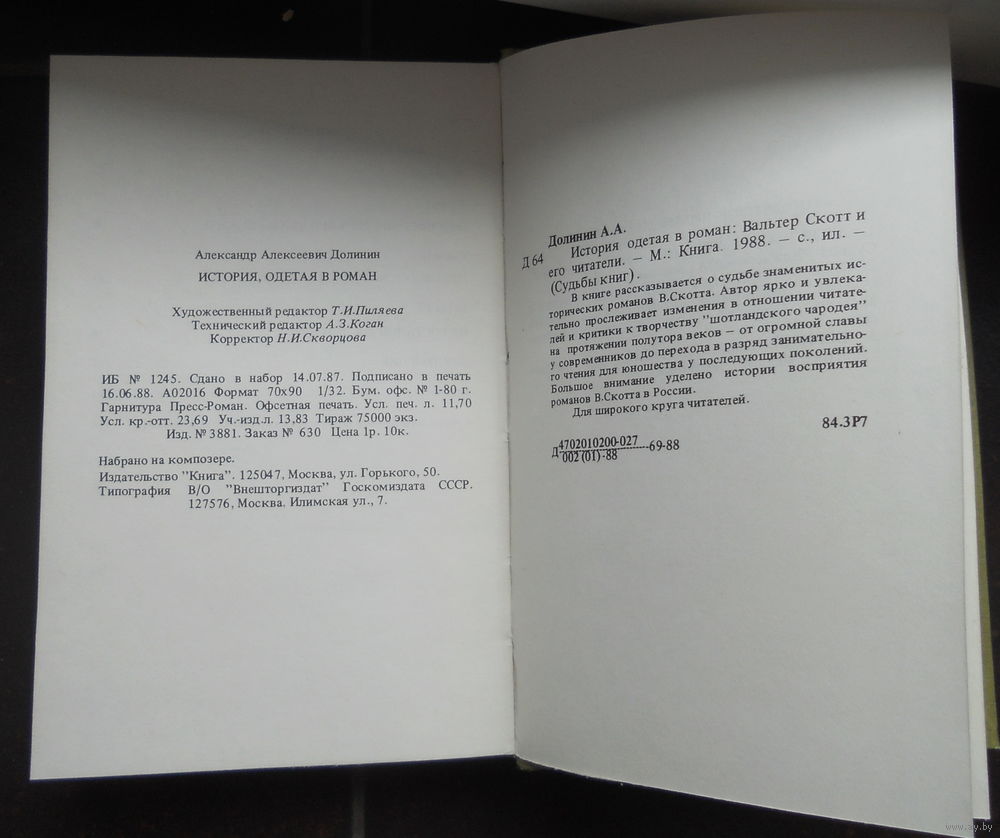 Александр Алексеевич Долинин
ИСТОРИЯ, ОДЕТАЯ В РОМАН
Художественный редактор Т.И.Пиляева
Технический редактор А.З.Коган
Корректор Н.И.Скворцова
ИБ № 1245. Сдано в набор 14.07.87. Подписано в печать
16.06.88. А02016 Формат 70х90 1/32. Бум. офс. № 1-80 г.
Гарнитура Пресс-Роман. Офсетная печать. Усл. печ. л. 11,70
Усл. кр.-отт. 23,69 Уч.-изд.л. 13,83 Тираж 75000 экз.
Изд. № 3881. Заказ № 630 Цена 1р. 10к.
Набрано на композере.
Издательство "Книга". 125047, Москва, ул. Горького, 50.
Типография В/О "Внешторгиздат" Госкомиздата СССР.
127576, Москва, Илимская ул., 7.
Долинин А.А.
Д 64 История одетая в роман: Вальтер Скотт и
его читатели. – М.: Книга. 1988. – с., ил. –
(Судьбы книг).
В книге рассказывается о судьбе знаменитых ис-
торических романов В.Скотта. Автор ярко и увлека-
тельно прослеживает изменения в отношении читате-
лей и критики к творчеству "шотландского чародея"
на протяжении полутора веков – от огромной славы
у современников до перехода в разряд занимательно-
го чтения для юношества у последующих поколений.
Большое внимание уделено истории восприятия
романов В.Скотта в России.
Для широкого круга читателей.
84.3Р7
Д 4702010200-027 -69-88
002 (01) -88
www.ay.by